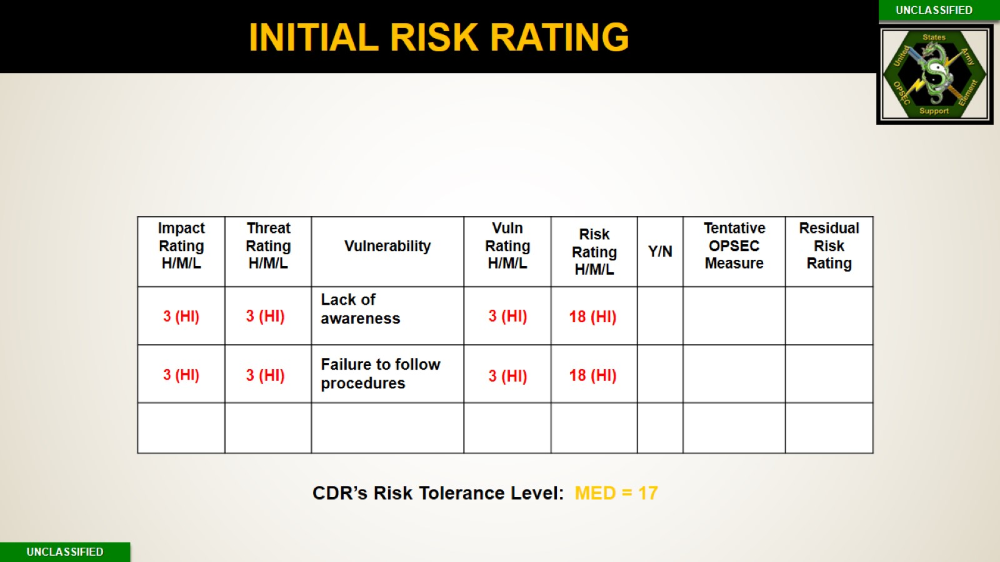 UNCLASSIFIED
INITIAL RISK RATING
United States Army
OPSEC Support Element
Impact
Rating
H/M/L
Threat
Rating
H/M/L
Vulnerability
Vuln
Rating
H/M/L
Risk
Rating
H/M/L
Y/N
Tentative
OPSEC
Measure
Residual
Risk
Rating
3 (HI)
3 (HI)
Lack of
awareness
3 (HI)
18 (HI)
3 (HI)
3 (HI)
Failure to follow
procedures
3 (HI)
18 (HI)
CDR’s Risk Tolerance Level: MED = 17
UNCLASSIFIED